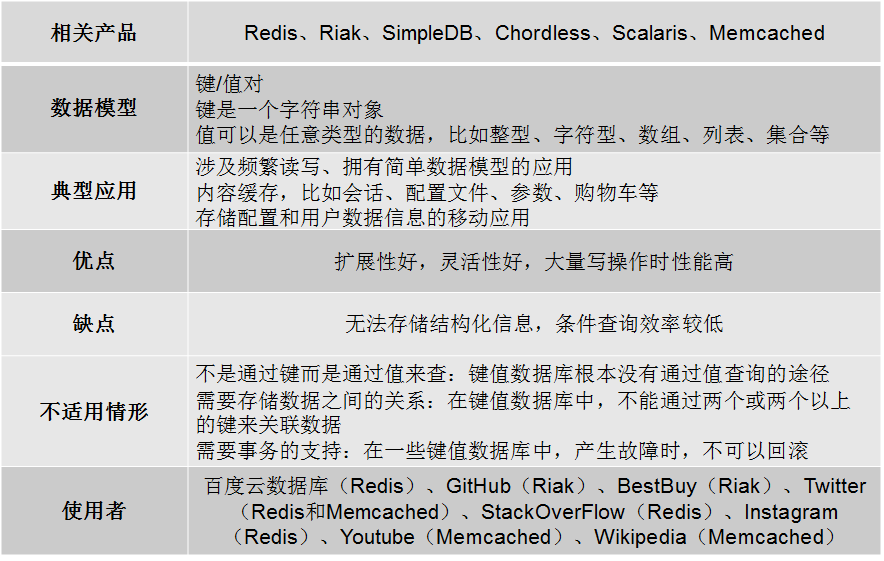 相关产品
Redis、Riak、SimpleDB、Chordless、Scalaris、Memcached
数据模型
键/值对
键是一个字符串对象
值可以是任意类型的数据，比如整型、字符型、数组、列表、集合等
典型应用
涉及频繁读写、拥有简单数据模型的应用
内容缓存，比如会话、配置文件、参数、购物车等
存储配置和用户数据信息的移动应用
优点
扩展性好，灵活性好，大量写操作时性能高
缺点
无法存储结构化信息，条件查询效率较低
不适用情形
不是通过键而是通过值来查：键值数据库根本没有通过值查询的途径
需要存储数据之间的关系：在键值数据库中，不能通过两个或两个以上
的键来关联数据
需要事务的支持：在一些键值数据库中，产生故障时，不可以回滚
使用者
百度云数据库（Redis）、GitHub（Riak）、BestBuy（Riak）、Twitter
（Redis和Memcached）、StackOverFlow（Redis）、Instagram
（Redis）、Youtube（Memcached）、Wikipedia（Memcached）